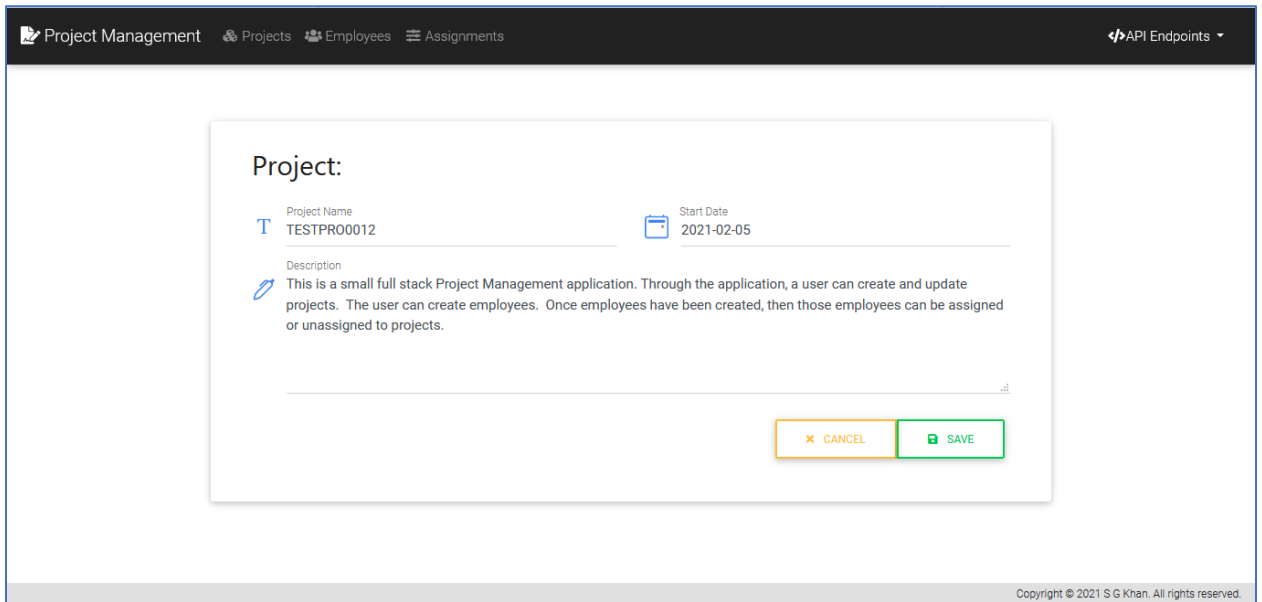 Project Management Projects Employees Assignments API Endpoints
Project:
Project Name Start Date
TESTPRO0012 2021-02-05
Description
This is a small full stack Project Management application. Through the application, a user can create and update
projects.  The user can create employees.  Once employees have been created, then those employees can be assigned
or unassigned to projects.
CANCEL SAVE
Copyright © 2021 S G Khan. All rights reserved.